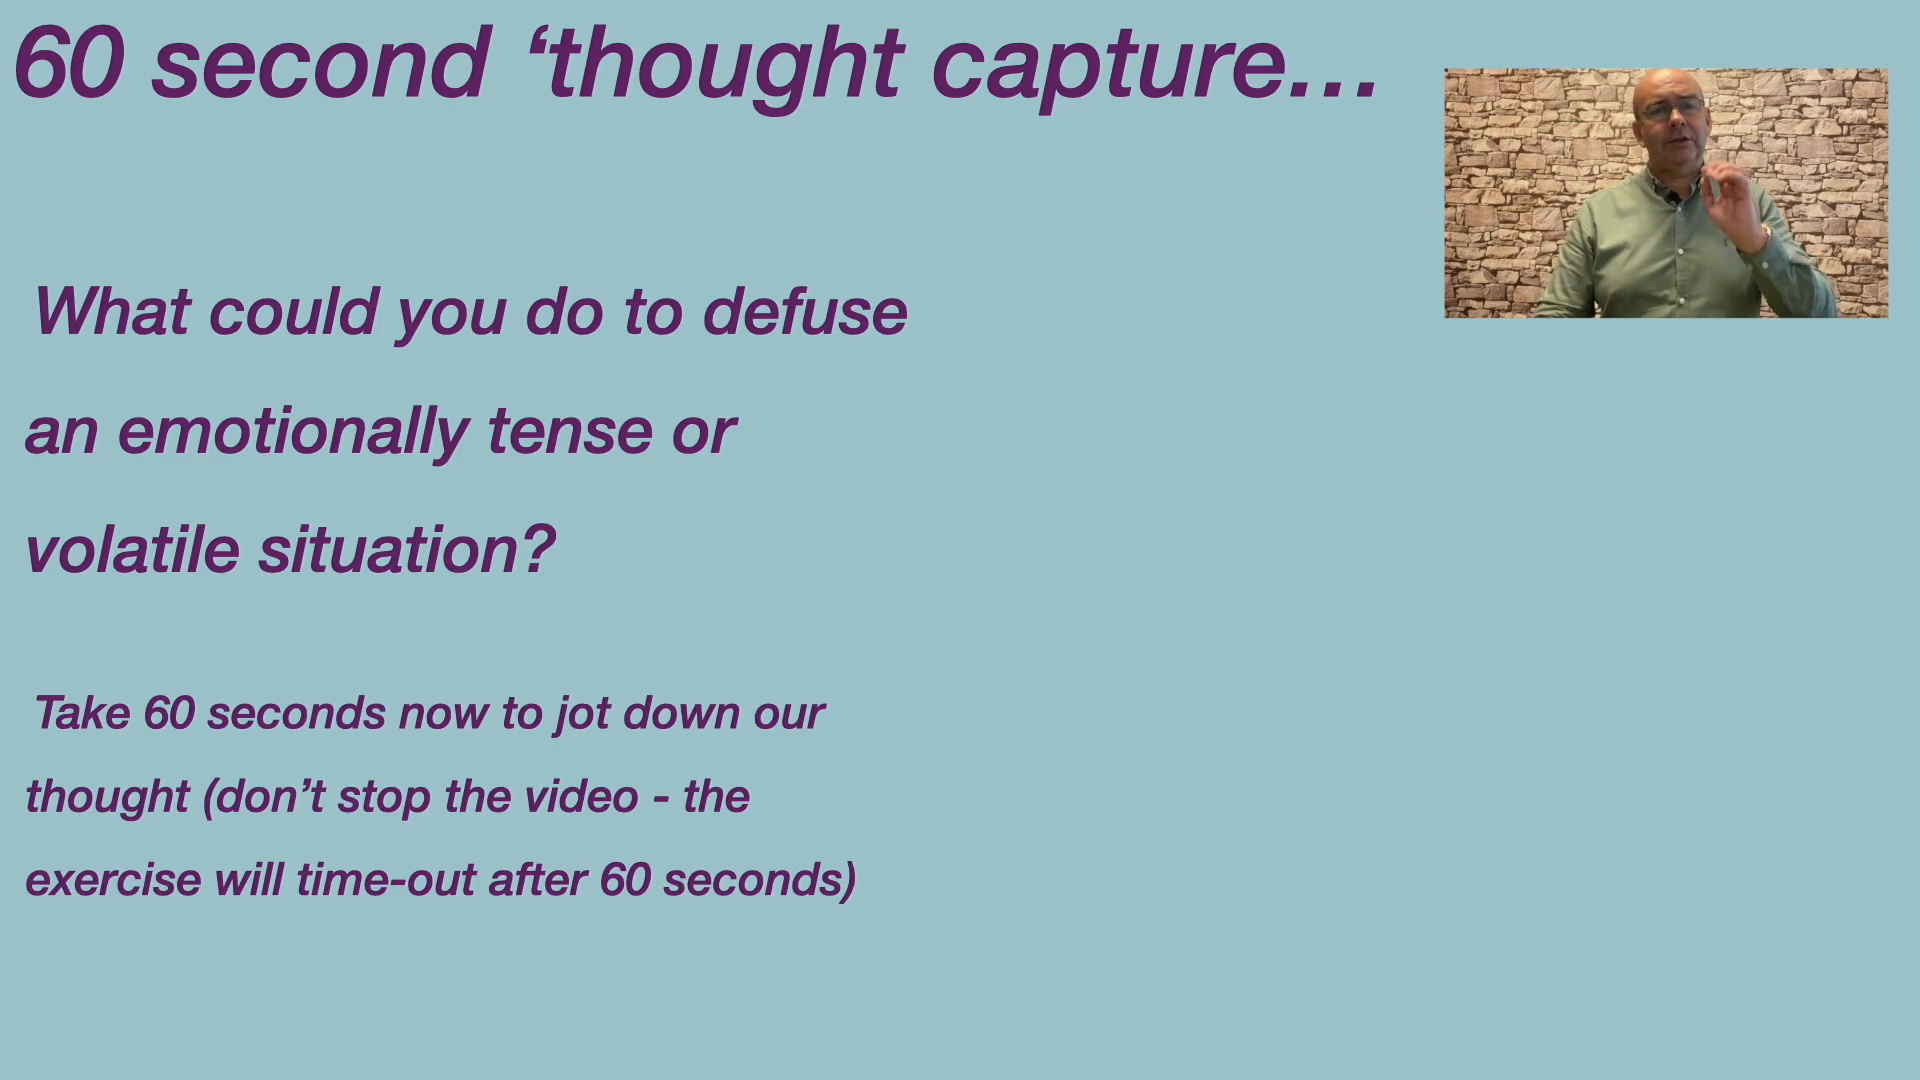 60 second ‘thought capture…
What could you do to defuse
an emotionally tense or
volatile situation?
Take 60 seconds now to jot down our
thought (don’t stop the video - the
exercise will time-out after 60 seconds)